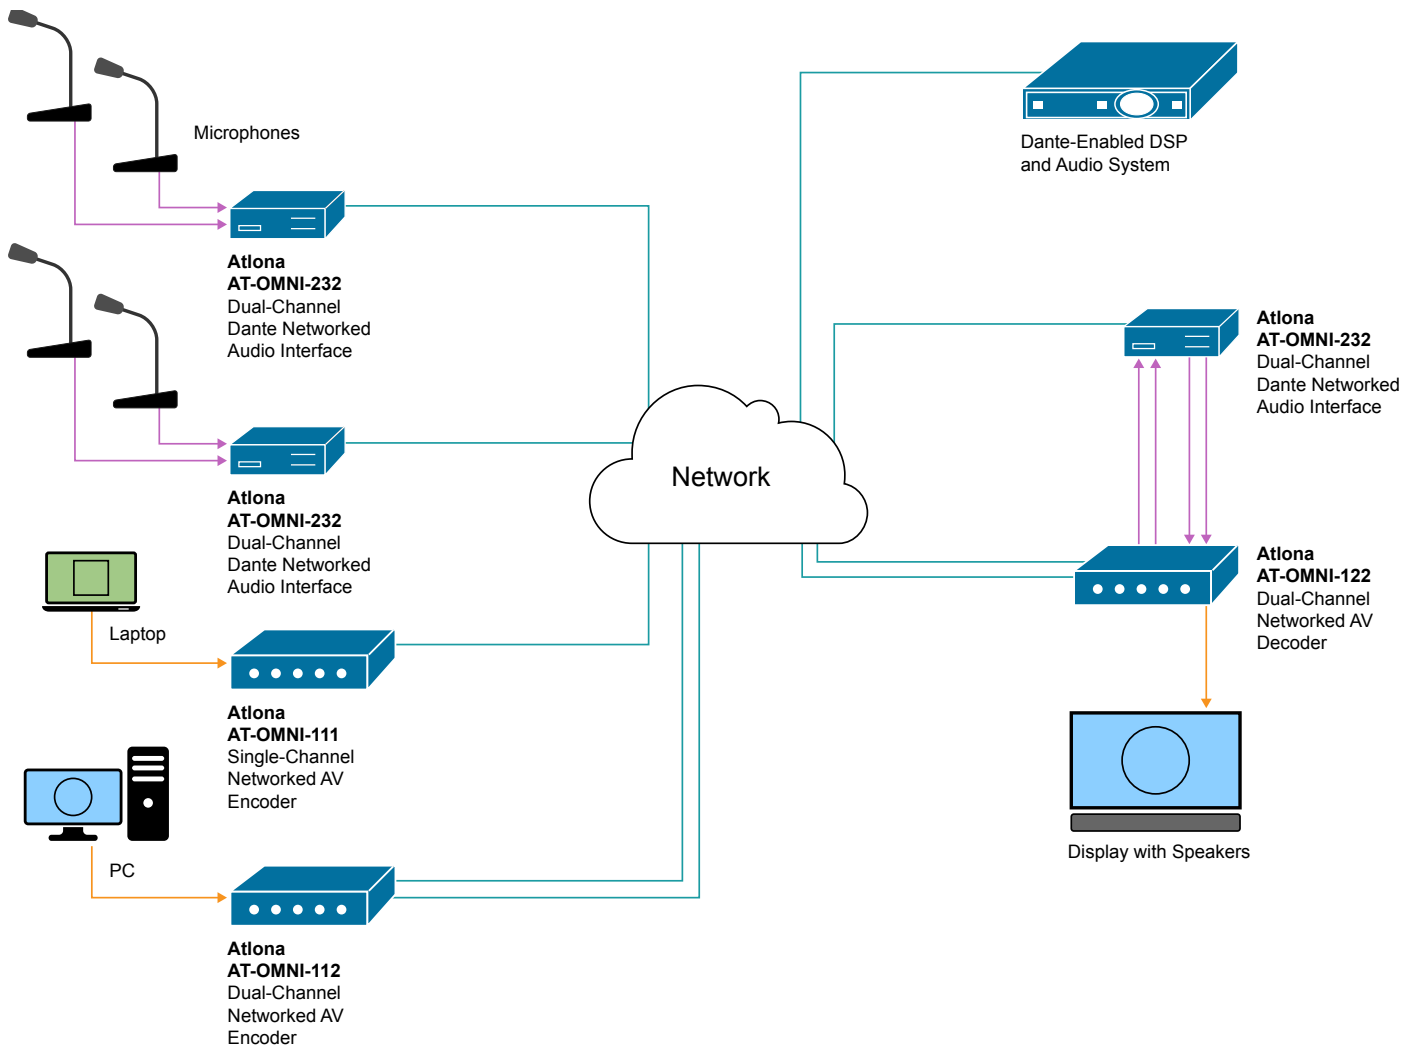 Microphones
Atlona
AT-OMNI-232
Dual-Channel
Dante Networked
Audio Interface
Atlona
AT-OMNI-232
Dual-Channel
Dante Networked
Audio Interface
Laptop
Atlona
AT-OMNI-111
Single-Channel
Networked AV
Encoder
PC
Atlona
AT-OMNI-112
Dual-Channel
Networked AV
Encoder
Network
Dante-Enabled DSP
and Audio System
Atlona
AT-OMNI-232
Dual-Channel
Dante Networked
Audio Interface
Atlona
AT-OMNI-122
Dual-Channel
Networked AV
Decoder
Display with Speakers